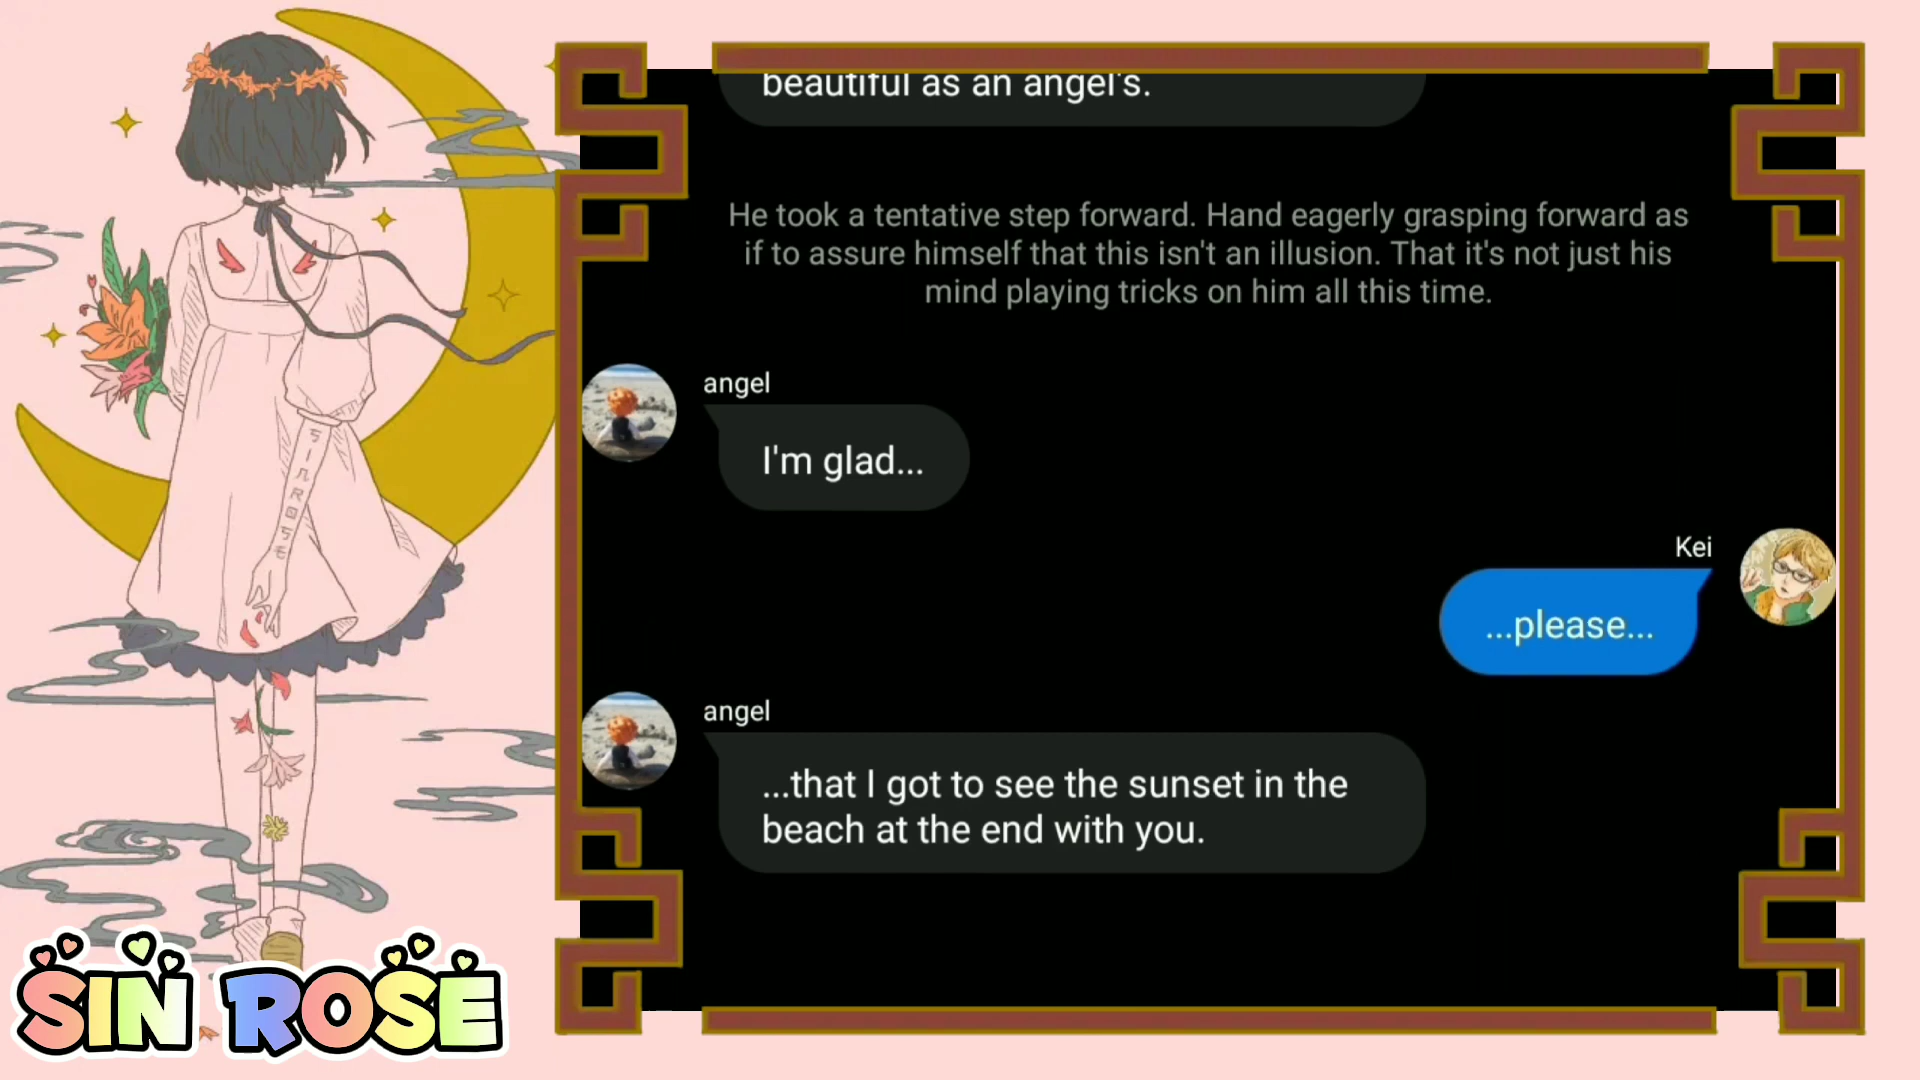 beautiful as an angel's.
He took a tentative step forward. Hand eagerly grasping forward as
if to assure himself that this isn't an illusion. That it's not just his
mind playing tricks on him all this time.
angel
I'm glad...
Kei
...please...
angel
...that I got to see the sunset in the
beach at the end with you.
SINROSE
SIN ROSE